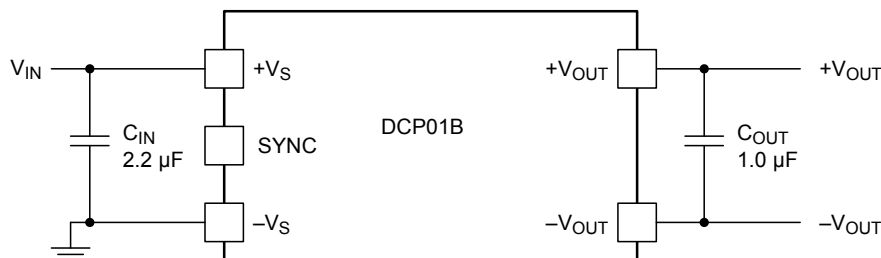 V_IN
+V_S
+V_OUT
+V_OUT
C_IN
2.2 µF
SYNC
DCP01B
C_OUT
1.0 µF
–V_S
–V_OUT
–V_OUT